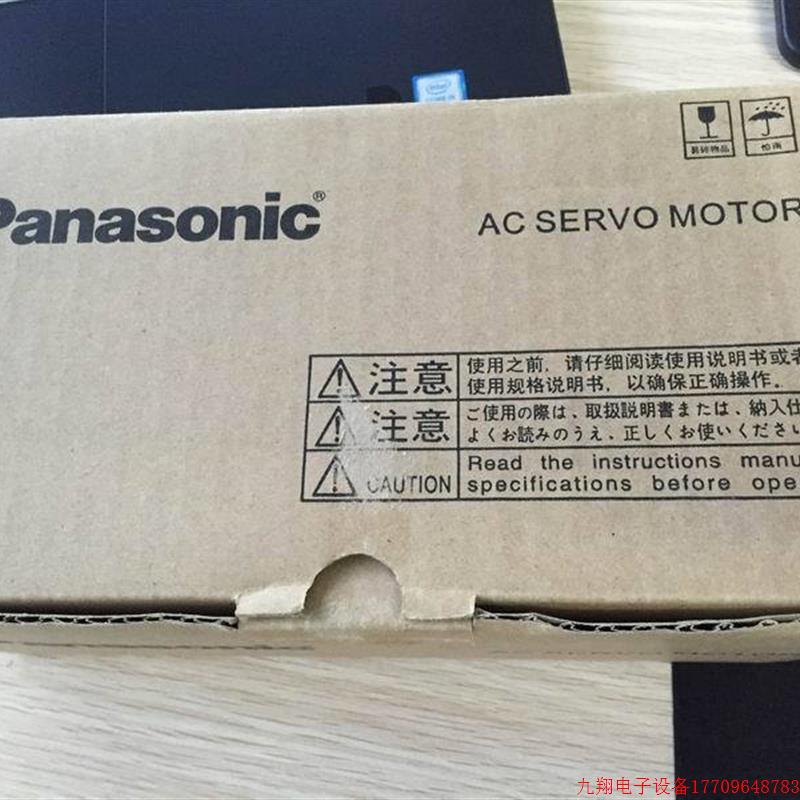 intel
易碎物品
怕雨
Panasonic®
AC SERVO MOTOR
注意
使用之前, 请仔细阅读使用说明书或者
使用规格说明书, 以确保正确操作。
注意
ご使用の際は、取扱説明書または、納入仕
よくお読みのうえ、正しくお使いください
CAUTION
Read the instructions manu
specifications before ope
九翔电子设备17709648783